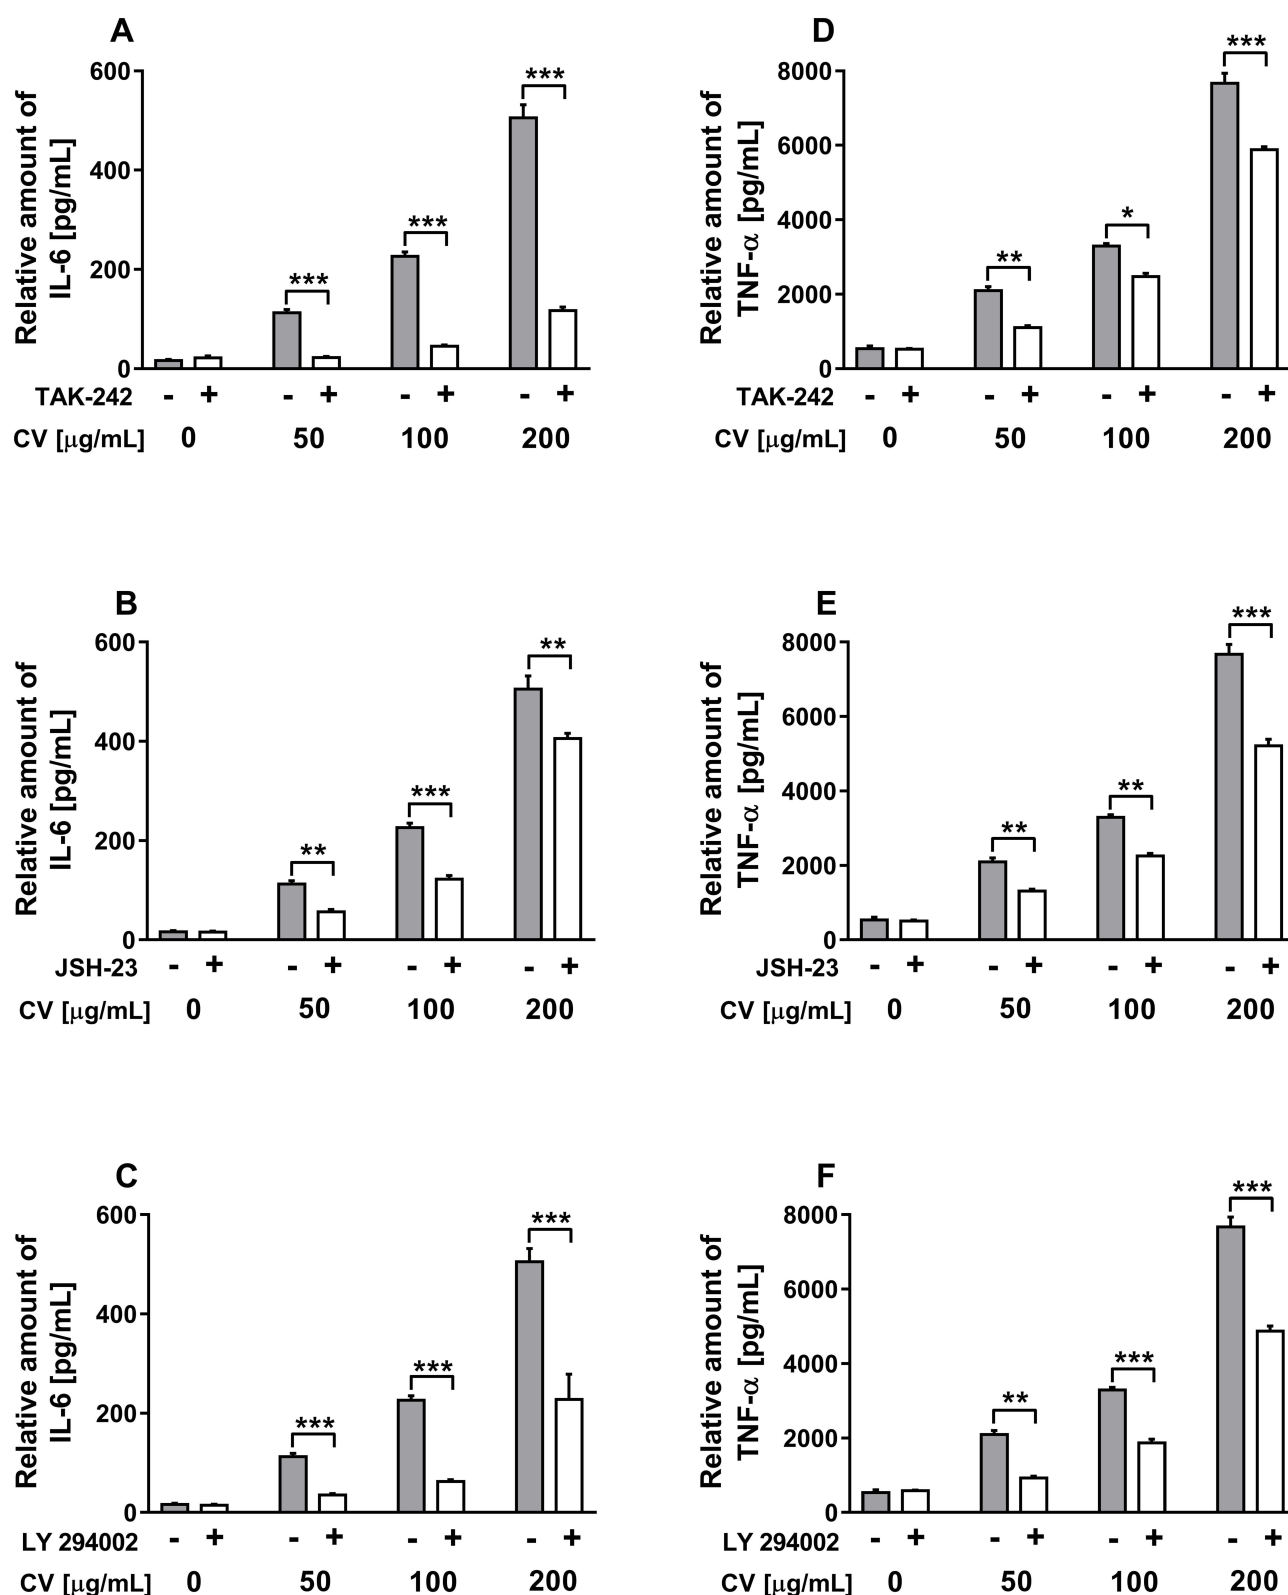 A
Relative amount of
IL-6 [pg/mL]
600
400
200
0
***
***
***
TAK-242 - + - + - + - +
CV [μg/mL] 0 50 100 200
D
Relative amount of
TNF-α [pg/mL]
8000
6000
4000
2000
0
**
*
***
TAK-242 - + - + - + - +
CV [μg/mL] 0 50 100 200
B
Relative amount of
IL-6 [pg/mL]
600
400
200
0
**
***
**
JSH-23 - + - + - + - +
CV [μg/mL] 0 50 100 200
E
Relative amount of
TNF-α [pg/mL]
8000
6000
4000
2000
0
**
**
***
JSH-23 - + - + - + - +
CV [μg/mL] 0 50 100 200
C
Relative amount of
IL-6 [pg/mL]
600
400
200
0
***
***
***
LY 294002 - + - + - + - +
CV [μg/mL] 0 50 100 200
F
Relative amount of
TNF-α [pg/mL]
8000
6000
4000
2000
0
**
***
***
LY 294002 - + - + - + - +
CV [μg/mL] 0 50 100 200